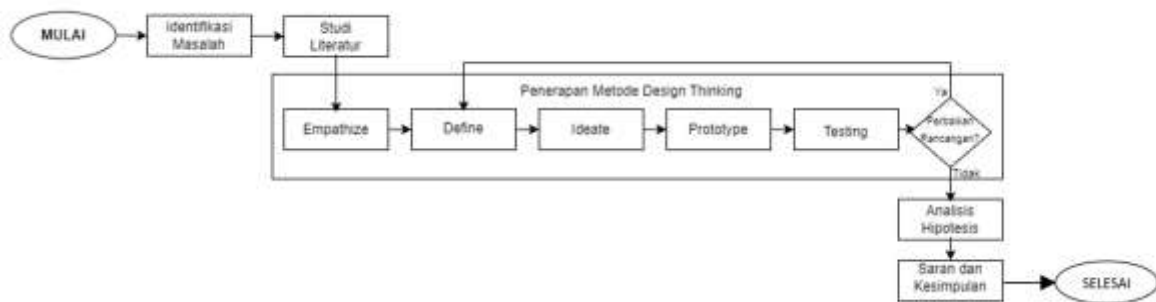 MULAI
Identifikasi
Masalah
Studi
Literatur
Penerapan Metode Design Thinking
Empathize
Define
Ideate
Prototype
Testing
Ya
Perbaikan
Rancangan?
Tidak
Analisis
Hipotesis
Saran dan
Kesimpulan
SELESAI